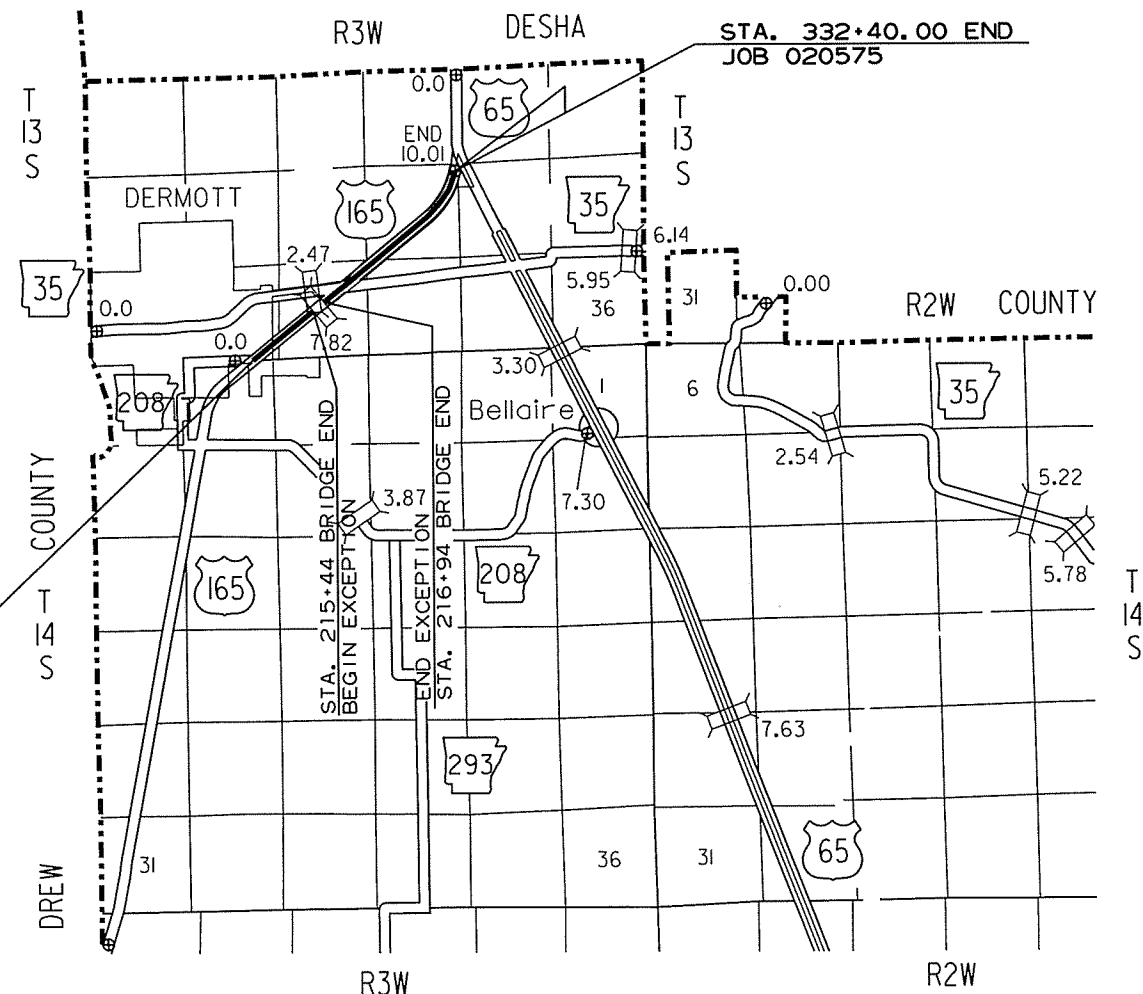 R3W
DESHA
STA. 332+40.00 END
JOB 020575
T
13
S
0.0
65
T
13
S
END
10.01
DERMOTT
165
35
6.14
2.47
35
5.95
36
31
0.00
R2W COUNTY
0.0
0.0
7.82
3.30
1
6
35
208
Bellaire
2.54
5.22
3.87
7.30
COUNTY
STA. 215+44 BRIDGE END
BEGIN EXCEPTION
END EXCEPTION
STA. 216+94 BRIDGE END
165
208
5.78
T
14
S
T
14
S
7.63
293
65
31
36
31
DREW
R3W
R2W